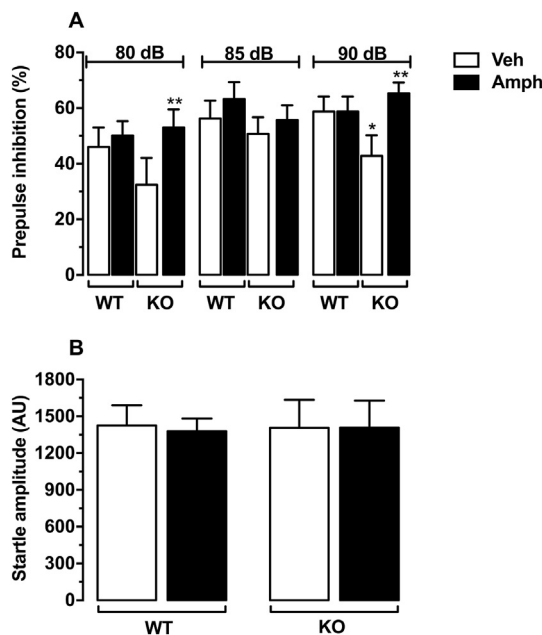 A
80 dB 85 dB 90 dB
Veh
Amph
Prepulse inhibition (%)
80
60
40
20
0
**
*
**
WT KO WT KO WT KO
B
Startle amplitude (AU)
1800
1500
1200
900
600
300
0
WT KO